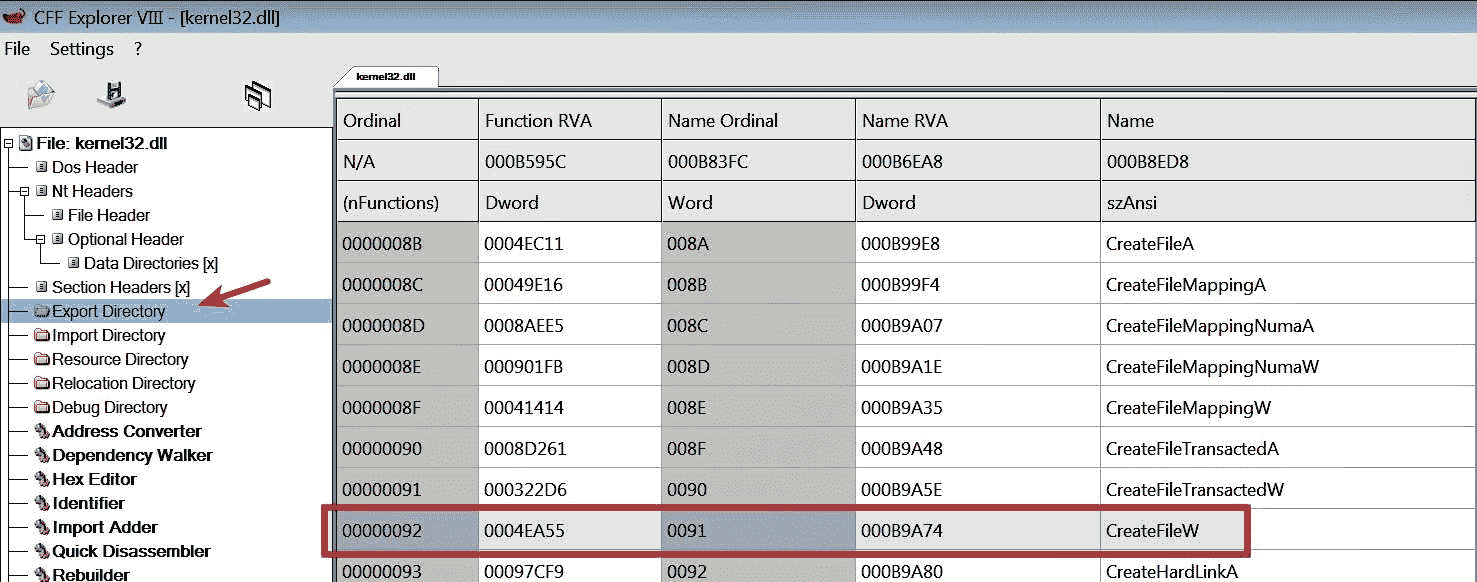 CFF Explorer VIII - [kernel32.dll]
File Settings ?
kernel32.dll
File: kernel32.dll
Dos Header
Nt Headers
File Header
Optional Header
Data Directories [x]
Section Headers [x]
Export Directory
Import Directory
Resource Directory
Relocation Directory
Debug Directory
Address Converter
Dependency Walker
Hex Editor
Identifier
Import Adder
Quick Disassembler
Rebuilder
Ordinal Function RVA Name Ordinal Name RVA Name
N/A 000B595C 000B83FC 000B6EA8 000B8ED8
(nFunctions) Dword Word Dword szAnsi
0000008B 0004EC11 008A 000B99E8 CreateFileA
0000008C 00049E16 008B 000B99F4 CreateFileMappingA
0000008D 0008AEE5 008C 000B9A07 CreateFileMappingNumaA
0000008E 000901FB 008D 000B9A1E CreateFileMappingNumaW
0000008F 00041414 008E 000B9A35 CreateFileMappingW
00000090 0008D261 008F 000B9A48 CreateFileTransactedA
00000091 000322D6 0090 000B9A5E CreateFileTransactedW
00000092 0004EA55 0091 000B9A74 CreateFileW
00000093 00097CF9 0092 000B9A80 CreateHardLinkA